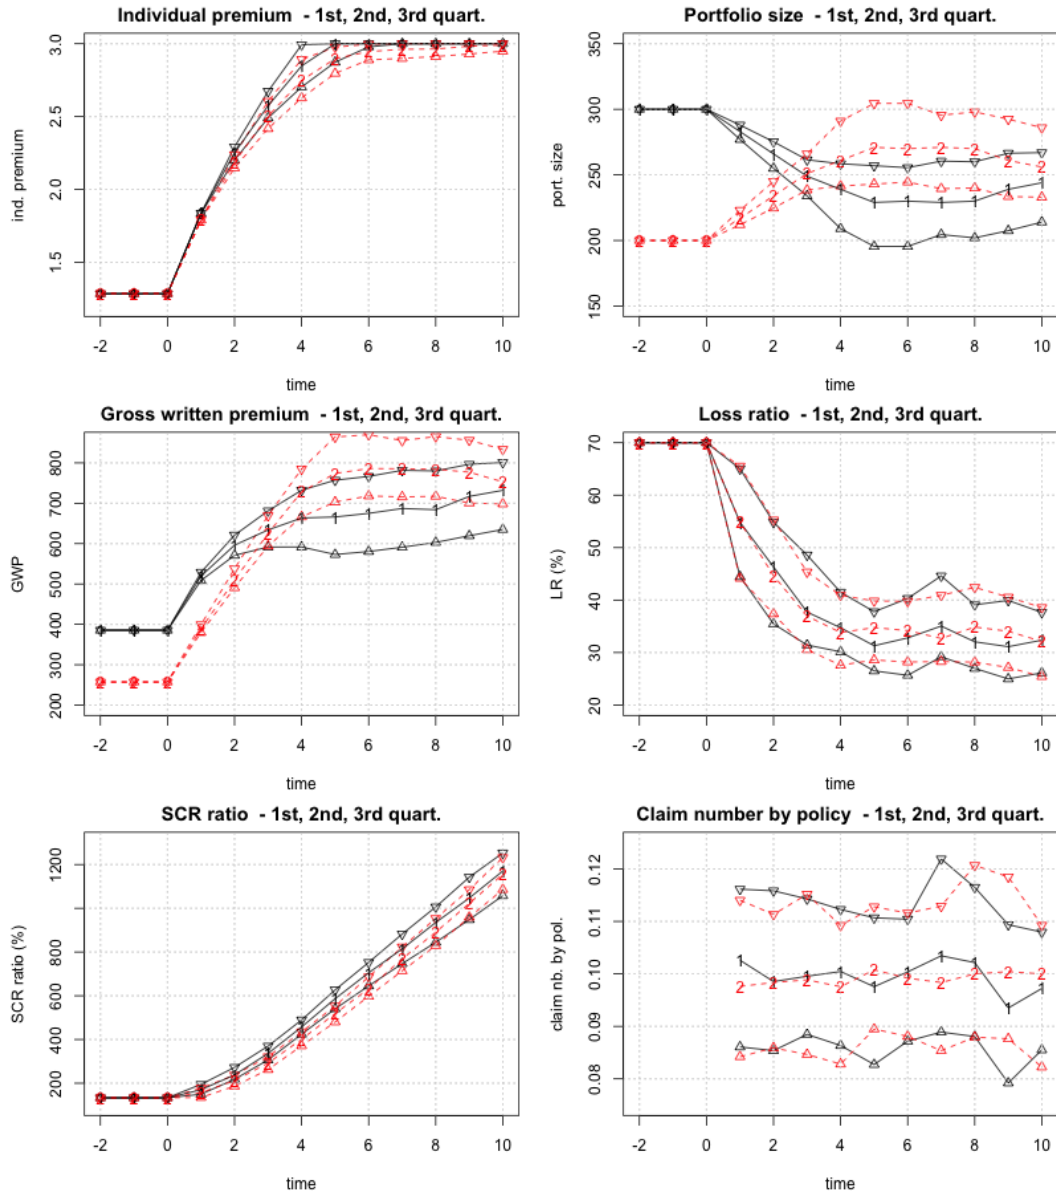 Individual premium - 1st, 2nd, 3rd quart.
ind. premium
3.0
2.5
2.0
1.5
-2 0 2 4 6 8 10
time
Portfolio size - 1st, 2nd, 3rd quart.
port. size
350
300
250
200
150
-2 0 2 4 6 8 10
time
Gross written premium - 1st, 2nd, 3rd quart.
GWP
800
700
600
500
400
300
200
-2 0 2 4 6 8 10
time
Loss ratio - 1st, 2nd, 3rd quart.
LR (%)
70
60
50
40
30
20
-2 0 2 4 6 8 10
time
SCR ratio - 1st, 2nd, 3rd quart.
SCR ratio (%)
1200
800
600
400
200
-2 0 2 4 6 8 10
time
Claim number by policy - 1st, 2nd, 3rd quart.
claim nb. by pol.
0.12
0.11
0.10
0.09
0.08
-2 0 2 4 6 8 10
time